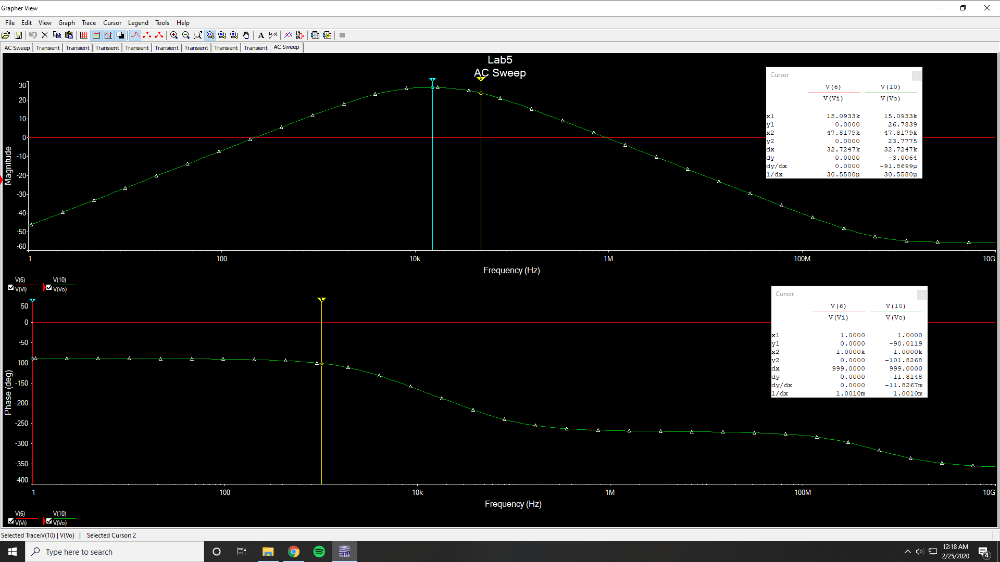 Grapher View
File Edit View Graph Trace Cursor Legend Tools Help
AC Sweep Transient Transient Transient Transient Transient Transient Transient Transient AC Sweep
Lab5
AC Sweep
Magnitude
30
20
10
0
-10
-20
-30
-40
-50
-60
1 100 10k 1M 100M 10G
Frequency (Hz)
1 2
Cursor
V(6) V(10)
V(Vi) V(Vo)
x1 15.0933k 15.0933k
y1 0.0000 26.7839
x2 47.8179k 47.8179k
y2 0.0000 23.7775
dx 32.7247k 32.7247k
dy 0.0000 -3.0064
dy/dx 0.0000 -91.8699µ
1/dx 30.5580µ 30.5580µ
V(6) V(10)
V(Vi) V(Vo)
Phase (deg)
50
0
-50
-100
-150
-200
-250
-300
-350
-400
1 100 10k 1M 100M 10G
Frequency (Hz)
1 2
Cursor
V(6) V(10)
V(Vi) V(Vo)
x1 1.0000 1.0000
y1 0.0000 -90.0119
x2 1.0000k 1.0000k
y2 0.0000 -101.8268
dx 999.0000 999.0000
dy 0.0000 -11.8148
dy/dx 0.0000 -11.8267m
1/dx 1.0010m 1.0010m
V(6) V(10)
V(Vi) V(Vo)
Selected Trace:V(10) | V(Vo) | Selected Cursor: 2
Type here to search
12:18 AM
2/25/2020
4